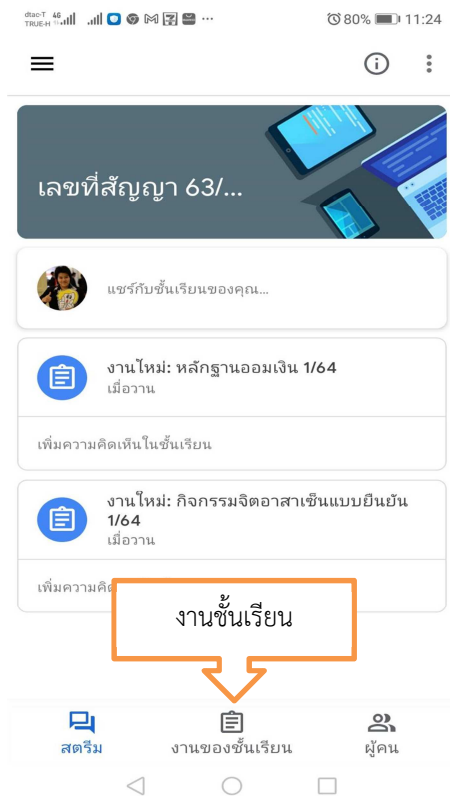 dtac-T 4G 80% 11:24
TRUE-H
เลขที่สัญญา 63/...
แชร์กับชั้นเรียนของคุณ...
งานใหม่: หลักฐานออมเงิน 1/64
เมื่อวาน
เพิ่มความคิดเห็นในชั้นเรียน
งานใหม่: กิจกรรมจิตอาสาเซ็นแบบยืนยัน
1/64
เมื่อวาน
เพิ่มความคิด
งานชั้นเรียน
สตรีม งานของชั้นเรียน ผู้คน